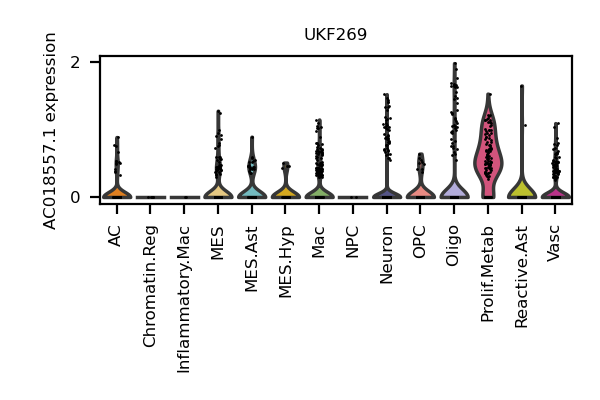 UKF269
AC018557.1 expression
2
0
AC
Chromatin.Reg
Inflammatory.Mac
MES
MES.Ast
MES.Hyp
Mac
NPC
Neuron
OPC
Oligo
Prolif.Metab
Reactive.Ast
Vasc